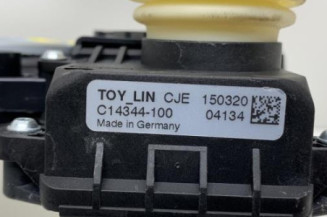 TOY_LIN CJE 150320
C14344-100 04134
Made in Germany